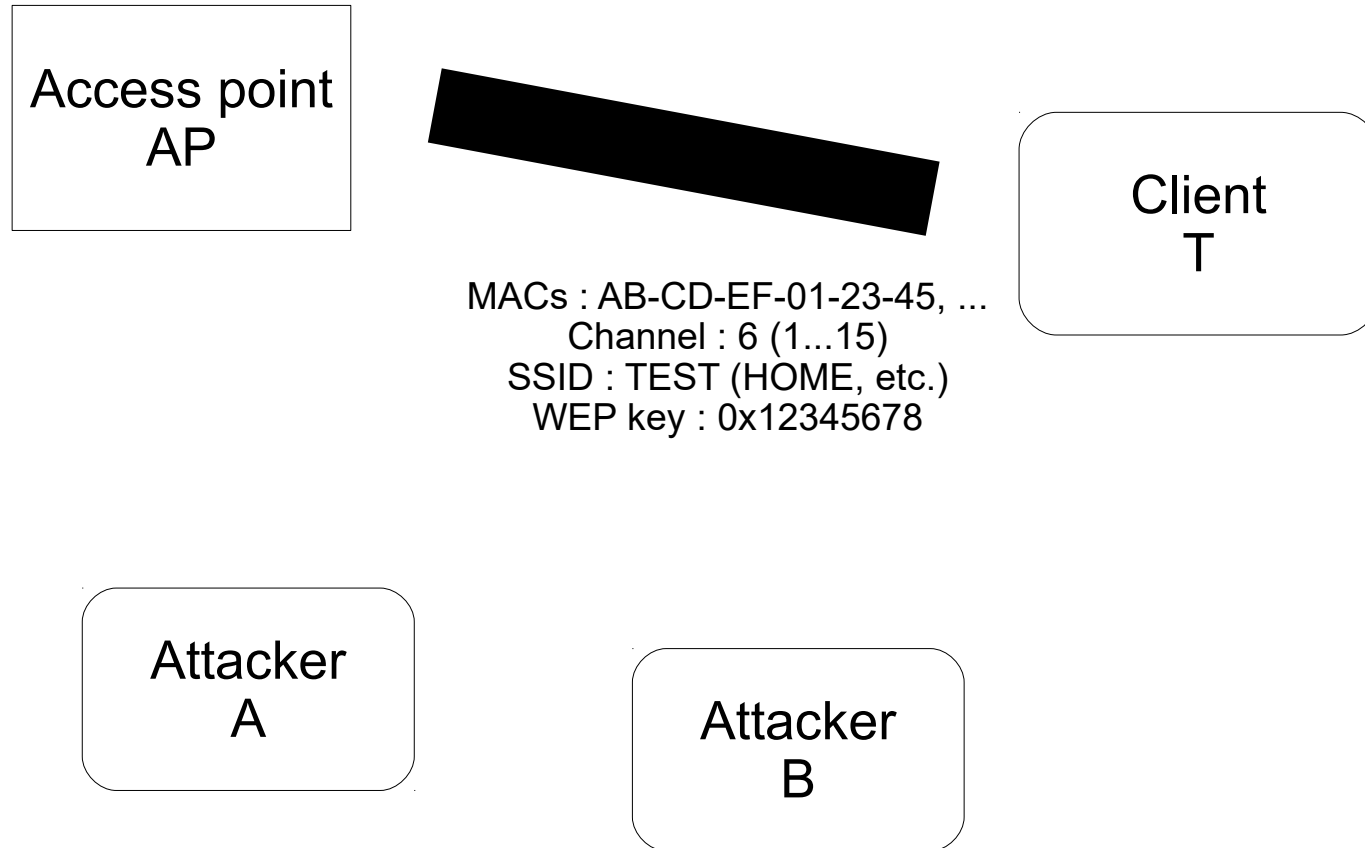 Access point
AP
Client
T
MACs : AB-CD-EF-01-23-45, ...
Channel : 6 (1...15)
SSID : TEST (HOME, etc.)
WEP key : 0x12345678
Attacker
A
Attacker
B